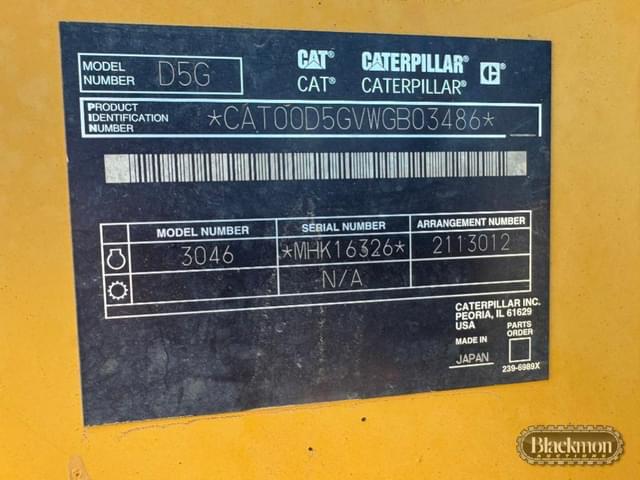 MODEL NUMBER D5G
CAT® CATERPILLAR®
CAT® CATERPILLAR®
PRODUCT IDENTIFICATION NUMBER *CAT00D5GVWGB03486*
MODEL NUMBER SERIAL NUMBER ARRANGEMENT NUMBER
3046 *MHK16326* 2113012
N/A
CATERPILLAR INC.
PEORIA, IL 61629
USA PARTS ORDER
MADE IN
JAPAN
239-6989X
Blackmon
AUCTIONS